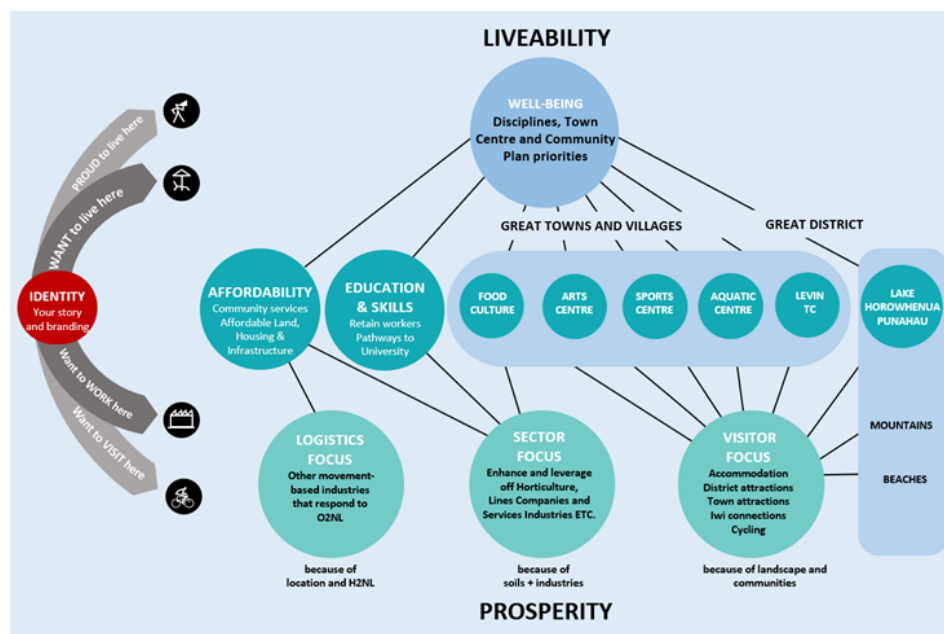 LIVEABILITY
WELL-BEING
Disciplines, Town
Centre and Community
Plan priorities
PROUD to live here
WANT to live here
IDENTITY
Your story
and branding
Want to WORK here
Want to VISIT here
GREAT TOWNS AND VILLAGES
GREAT DISTRICT
AFFORDABILITY
Community services
Affordable Land,
Housing &
Infrastructure
EDUCATION
& SKILLS
Retain workers
Pathways to
University
FOOD
CULTURE
ARTS
CENTRE
SPORTS
CENTRE
AQUATIC
CENTRE
LEVIN
TC
LAKE
HOROWHENUA
PUNAHAU
MOUNTAINS
BEACHES
LOGISTICS
FOCUS
Other movement-
based industries
that respond to
O2NL
SECTOR
FOCUS
Enhance and leverage
off Horticulture,
Lines Companies and
Services Industries ETC.
VISITOR
FOCUS
Accommodation
District attractions
Town attractions
Iwi connections
Cycling
because of
location and H2NL
because of
soils + industries
because of landscape and
communities
PROSPERITY